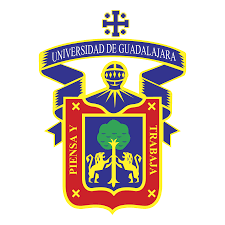 UNIVERSIDAD DE GUADALAJARA
PIENSA Y
TRABAJA